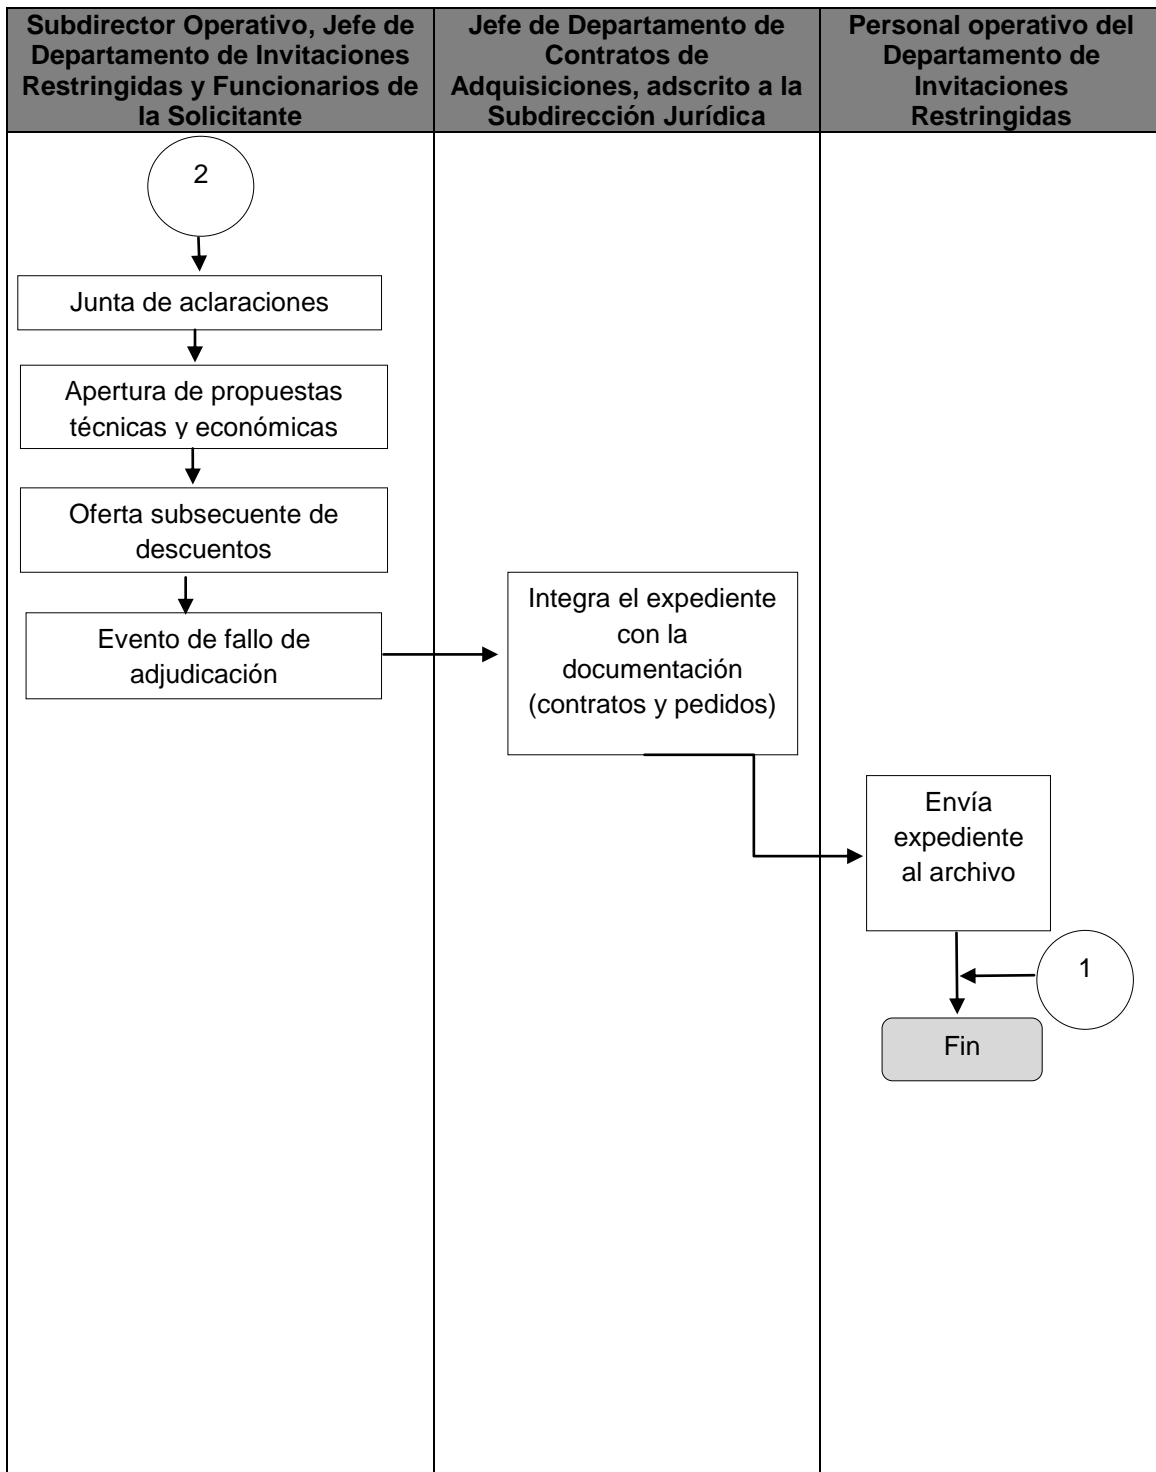 Subdirector Operativo, Jefe de
Departamento de Invitaciones
Restringidas y Funcionarios de
la Solicitante
Jefe de Departamento de
Contratos de
Adquisiciones, adscrito a la
Subdirección Jurídica
Personal operativo del
Departamento de
Invitaciones
Restringidas
2
Junta de aclaraciones
Apertura de propuestas
técnicas y económicas
Oferta subsecuente de
descuentos
Evento de fallo de
adjudicación
Integra el expediente
con la
documentación
(contratos y pedidos)
Envía
expediente
al archivo
1
Fin